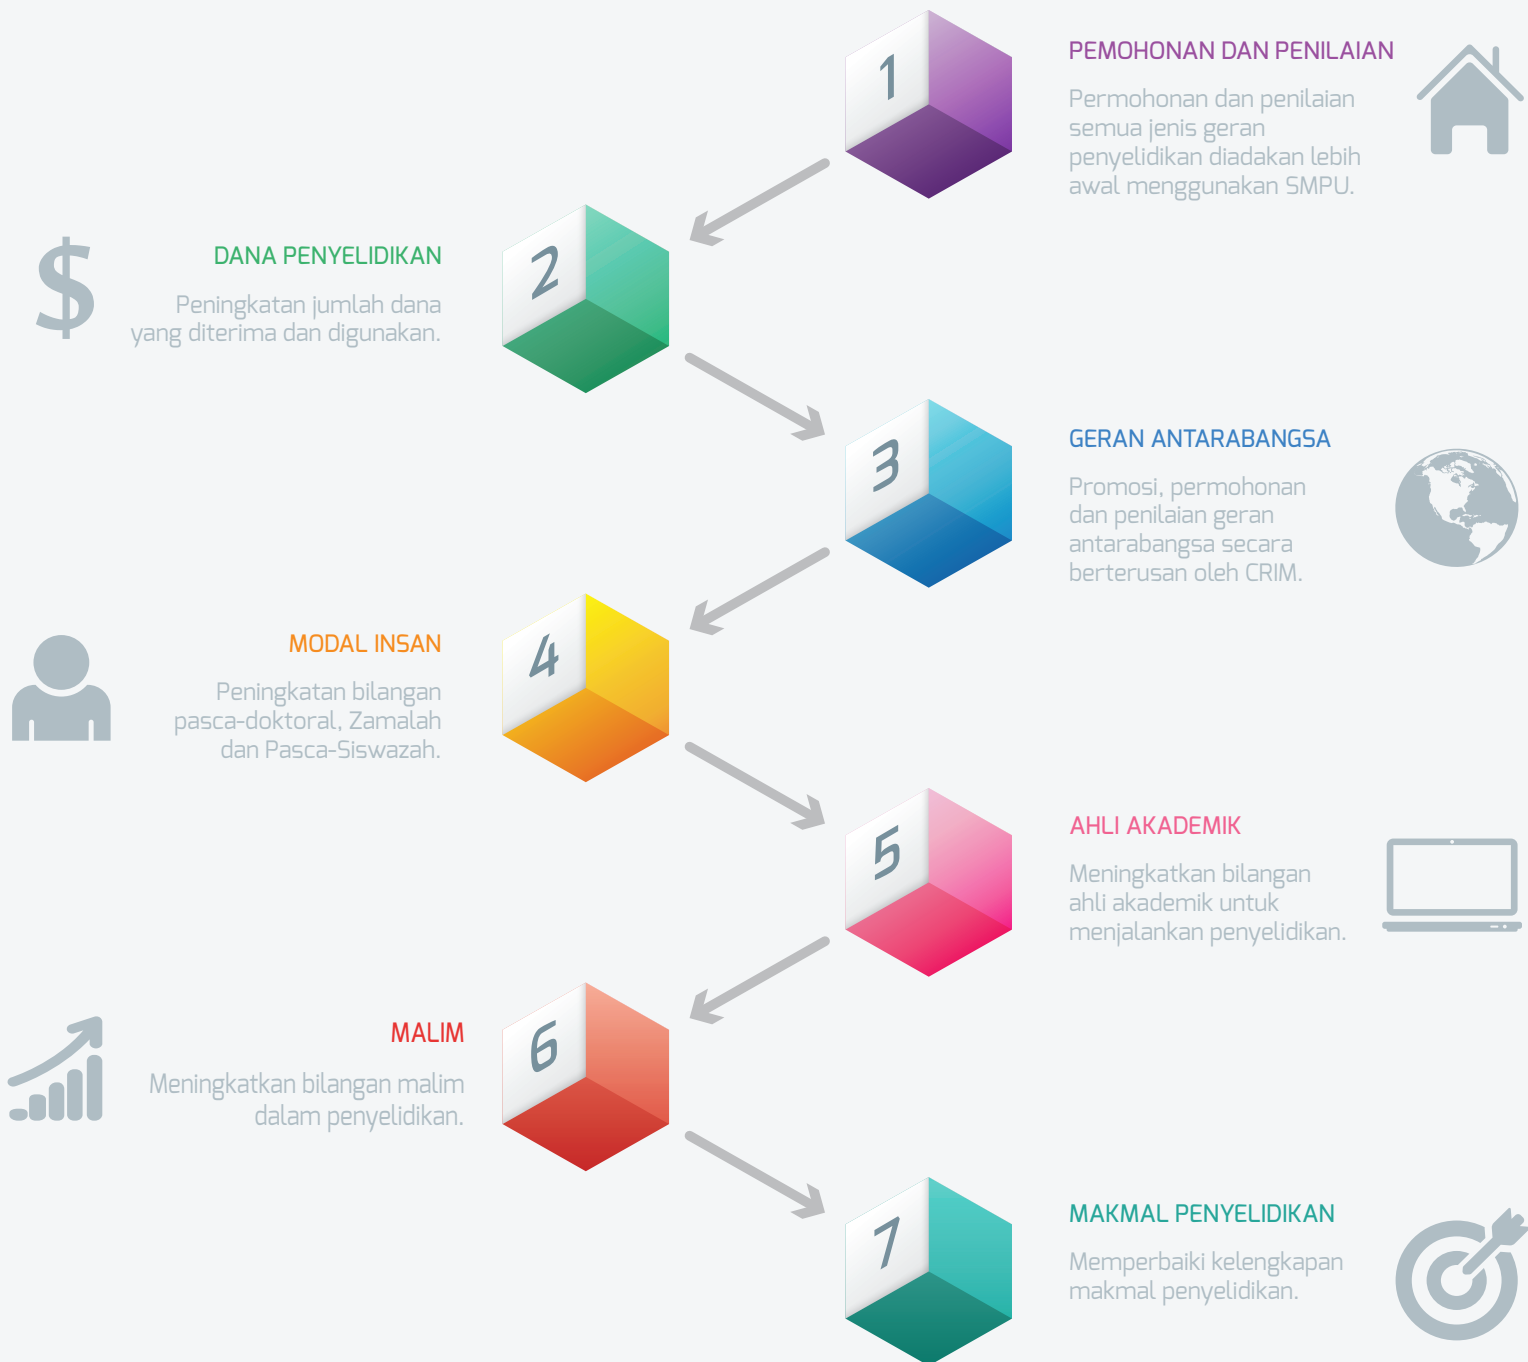 1
PEMOHONAN DAN PENILAIAN
Permohonan dan penilaian
semua jenis geran
penyelidikan diadakan lebih
awal menggunakan SMPU.
2
DANA PENYELIDIKAN
Peningkatan jumlah dana
yang diterima dan digunakan.
$
3
GERAN ANTARABANGSA
Promosi, permohonan
dan penilaian geran
antarabangsa secara
berterusan oleh CRIM.
4
MODAL INSAN
Peningkatan bilangan
pasca-doktoral, Zamalah
dan Pasca-Siswazah.
5
AHLI AKADEMIK
Meningkatkan bilangan
ahli akademik untuk
menjalankan penyelidikan.
6
MALIM
Meningkatkan bilangan malim
dalam penyelidikan.
7
MAKMAL PENYELIDIKAN
Memperbaiki kelengkapan
makmal penyelidikan.